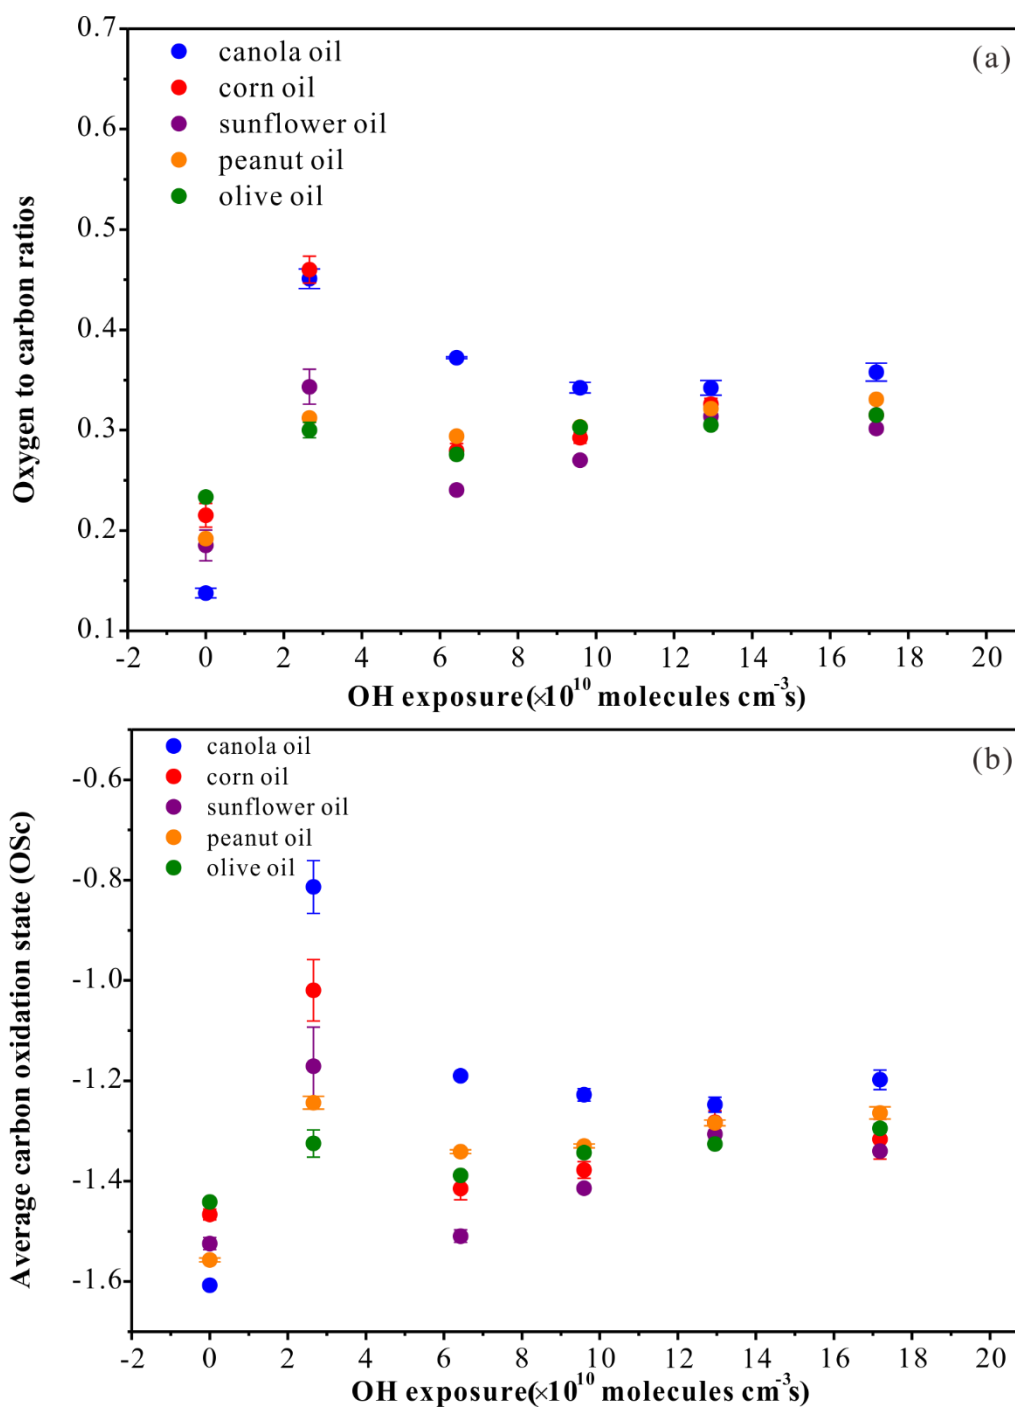 0.7
(a)
canola oil
corn oil
0.6
sunflower oil
peanut oil
olive oil
0.5
0.4
0.3
0.2
0.1
Oxygen to carbon ratios
-2 0 2 4 6 8 10 12 14 16 18 20
OH exposure(×10¹⁰ molecules cm⁻³s)
(b)
canola oil
-0.6
corn oil
sunflower oil
peanut oil
olive oil
-0.8
-1.0
-1.2
-1.4
-1.6
Average carbon oxidation state (OSc)
-2 0 2 4 6 8 10 12 14 16 18 20
OH exposure(×10¹⁰ molecules cm⁻³s)